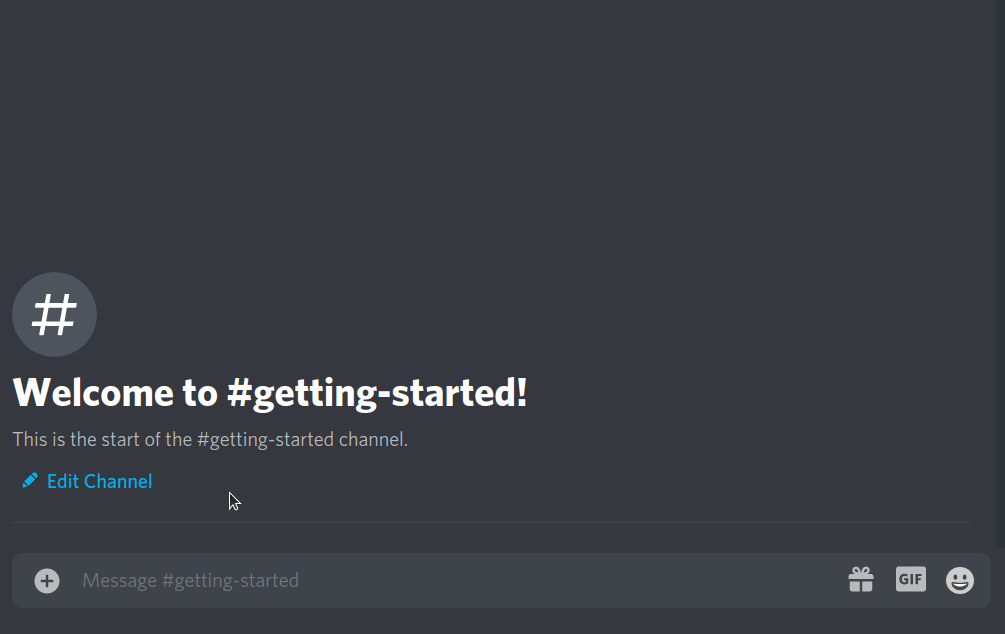 #
Welcome to #getting-started!
This is the start of the #getting-started channel.
Edit Channel
Message #getting-started
GIF